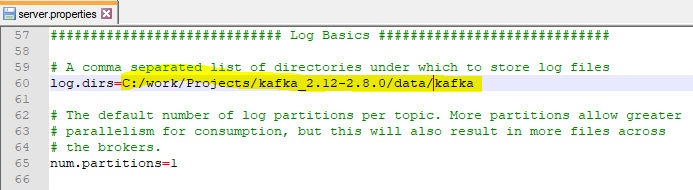 server.properties
57 ############################# Log Basics #############################
58
59 # A comma separated list of directories under which to store log files
60 log.dirs=C:/work/Projects/kafka_2.12-2.8.0/data/kafka
61
62 # The default number of log partitions per topic. More partitions allow greater
63 # parallelism for consumption, but this will also result in more files across
64 # the brokers.
65 num.partitions=1
66